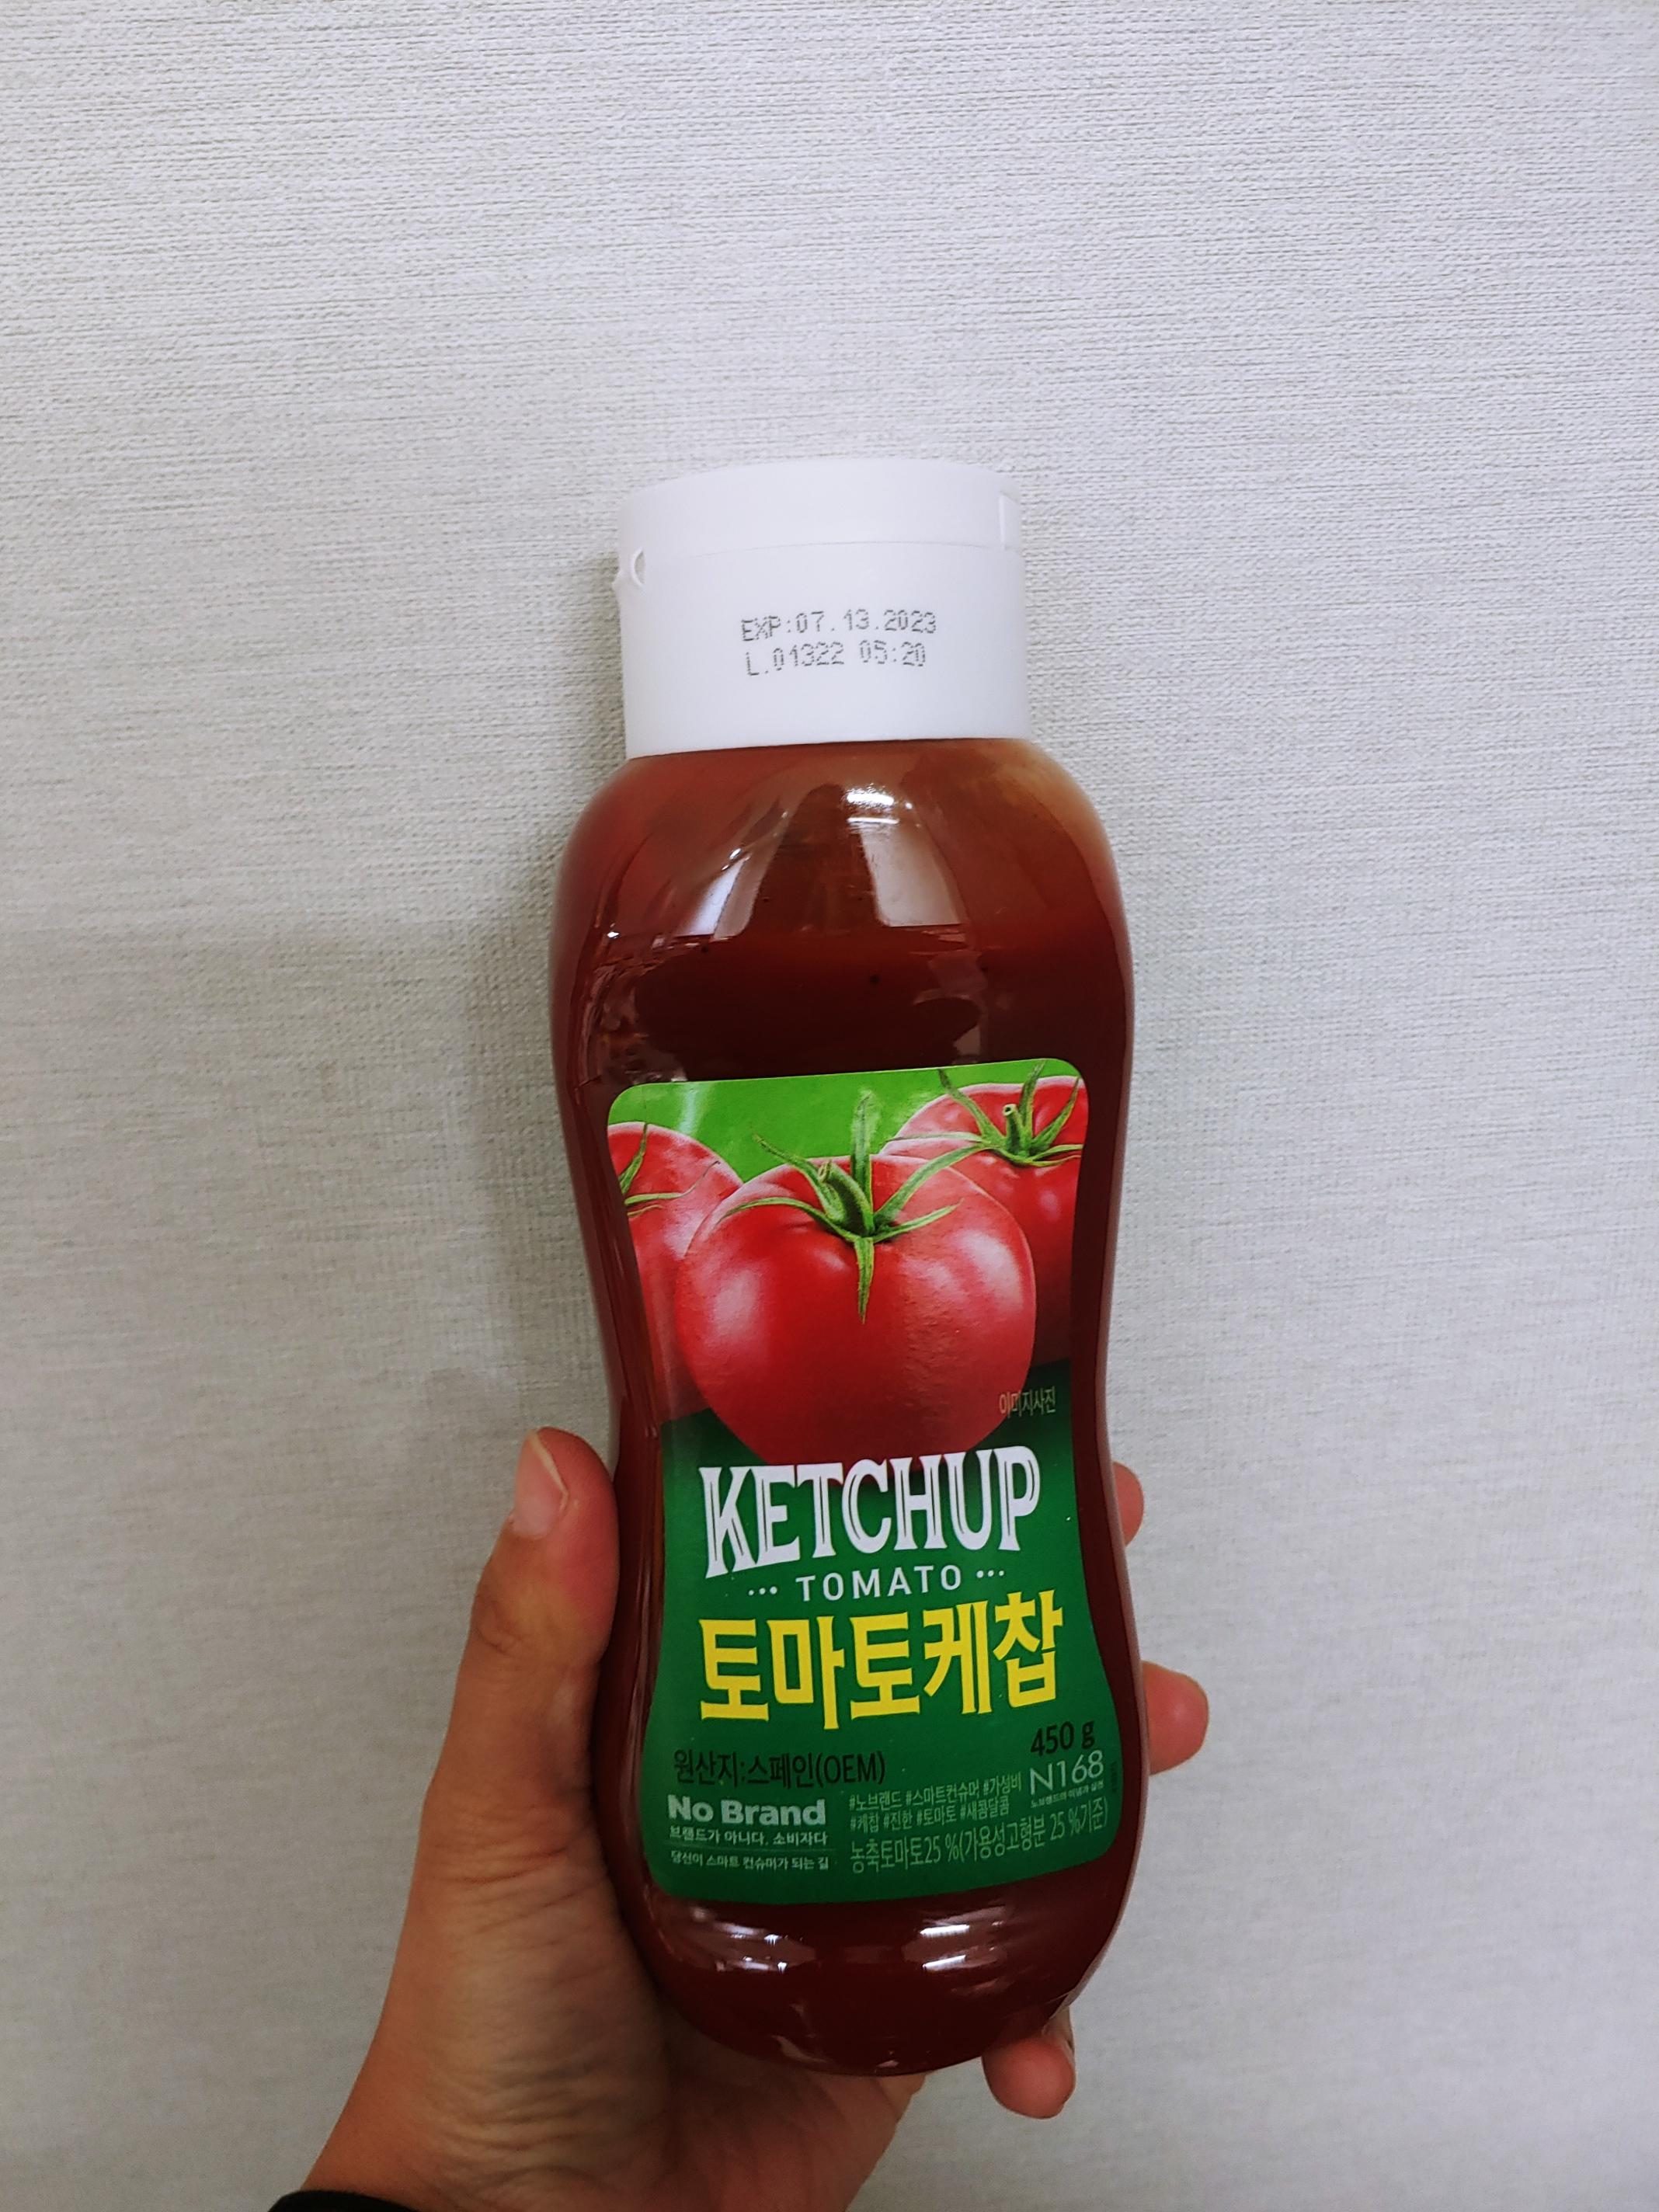 EXP:07.13.2023
L.01322 05:20
이미지사진
KETCHUP
··· TOMATO ···
토마토케찹
450 g
원산지:스페인(OEM)
N168
No Brand
브랜드가 아니다. 소비자다
당신이 스마트 컨슈머가 되는 길
#노브랜드 #스마트컨슈머 #가성비
#케찹 #진한 #토마토 #새콤달콤
농축토마토25 %(가용성고형분 25 %기준)